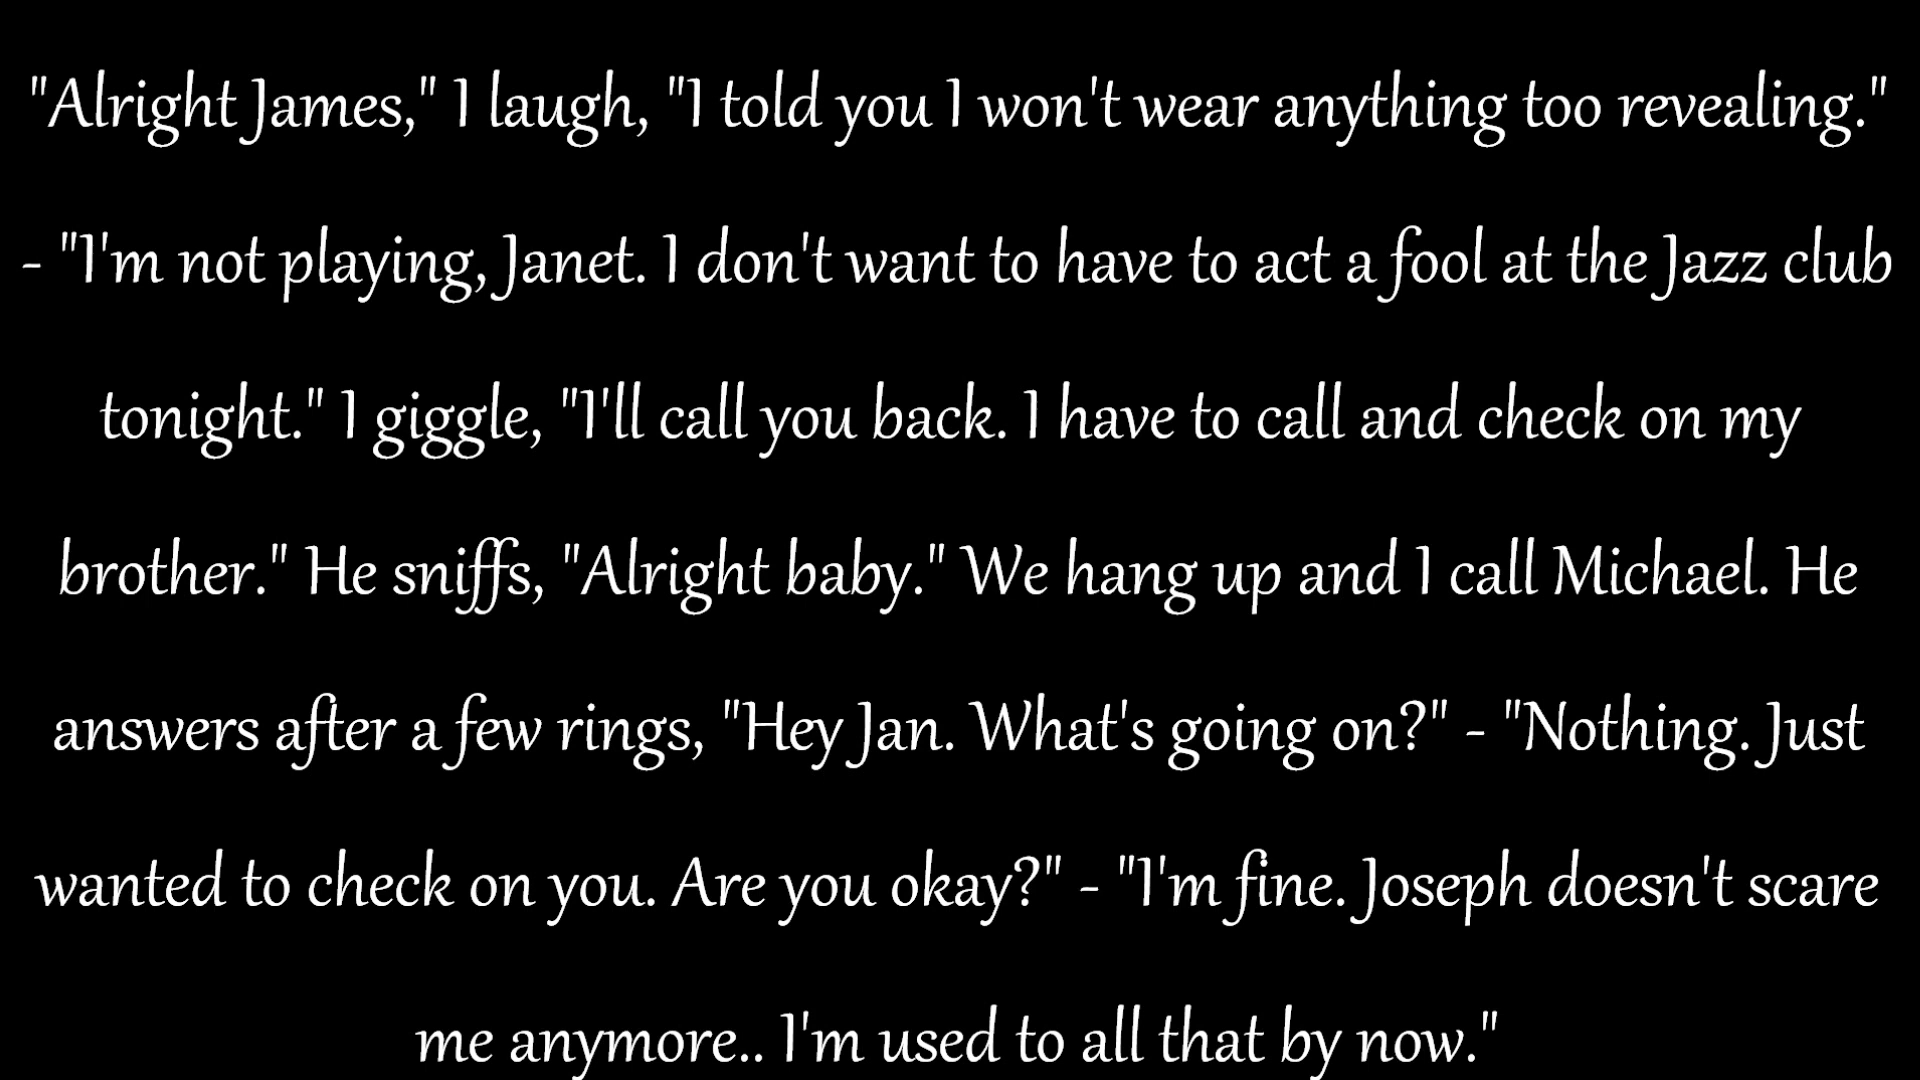 "Alright James," I laugh, "I told you I won't wear anything too revealing."
- "I'm not playing, Janet. I don't want to have to act a fool at the Jazz club
tonight." I giggle, "I'll call you back. I have to call and check on my
brother." He sniffs, "Alright baby." We hang up and I call Michael. He
answers after a few rings, "Hey Jan. What's going on?" - "Nothing. Just
wanted to check on you. Are you okay?" - "I'm fine. Joseph doesn't scare
me anymore.. I'm used to all that by now."